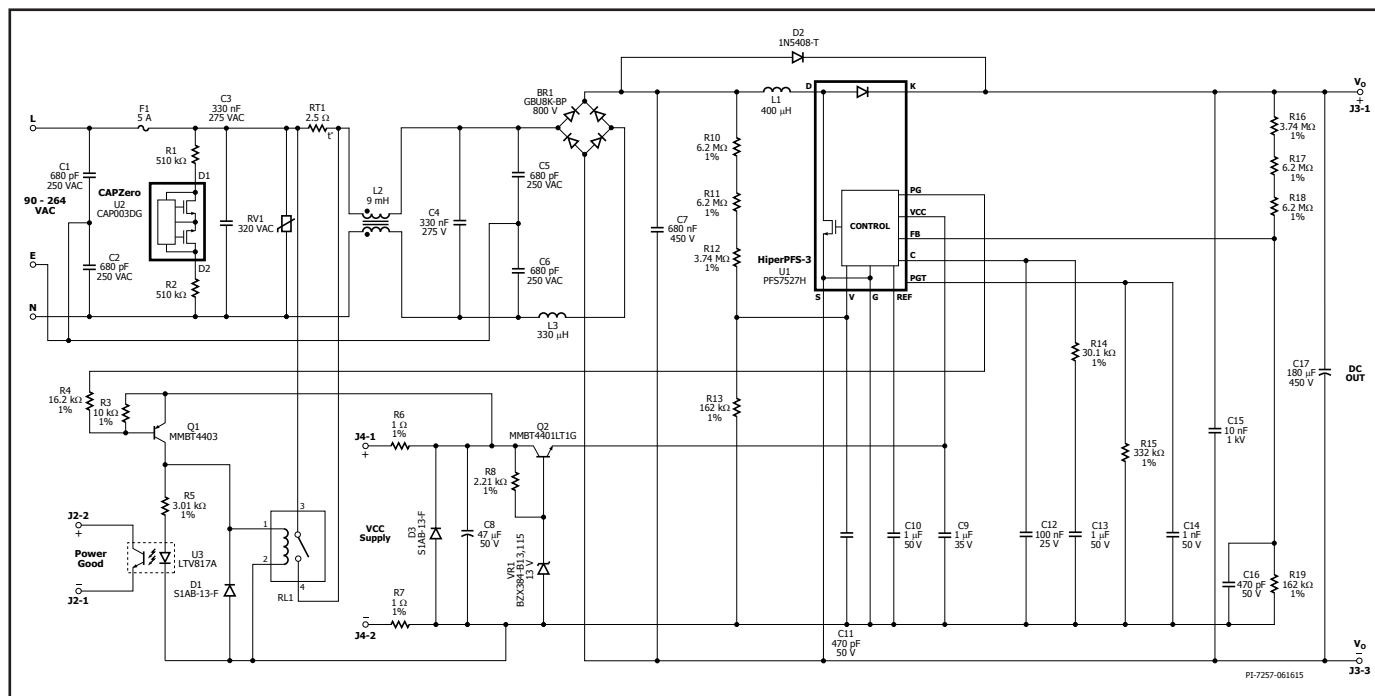 D2
1N5408-T
BR1
GBU8K-BP
800 V
L1
400 μH
D
K
VO
+
J3-1
L
F1
5 A
C3
330 nF
275 VAC
RT1
2.5 Ω
t°
R1
510 kΩ
D1
CAPZero
U2
CAP003DG
D2
R2
510 kΩ
C1
680 pF
250 VAC
90 - 264
VAC
C2
680 pF
250 VAC
E
N
RV1
320 VAC
L2
9 mH
C4
330 nF
275 V
C5
680 pF
250 VAC
C6
680 pF
250 VAC
L3
330 μH
C7
680 nF
450 V
R10
6.2 MΩ
1%
R11
6.2 MΩ
1%
R12
3.74 MΩ
1%
CONTROL
HiperPFS-3
U1
PFS7527H
PG
VCC
FB
C
PGT
S
V
G
REF
R16
3.74 MΩ
1%
R17
6.2 MΩ
1%
R18
6.2 MΩ
1%
R14
30.1 kΩ
1%
C17
180 μF
450 V
DC
OUT
R4
16.2 kΩ
1%
R3
10 kΩ
1%
Q1
MMBT4403
R13
162 kΩ
1%
C15
10 nF
1 kV
R15
332 kΩ
1%
R6
1 Ω
1%
J4-1
+
Q2
MMBT4401LT1G
R8
2.21 kΩ
1%
R5
3.01 kΩ
1%
J2-2
+
Power
Good
–
J2-1
U3
LTV817A
D1
S1AB-13-F
3
1
2
4
RL1
VCC
Supply
D3
S1AB-13-F
C8
47 μF
50 V
VR1
BZX384-B13,115
13 V
R7
1 Ω
1%
–
J4-2
C10
1 μF
50 V
C9
1 μF
35 V
C12
100 nF
25 V
C13
1 μF
50 V
C14
1 nF
50 V
C16
470 pF
50 V
R19
162 kΩ
1%
C11
470 pF
50 V
VO
–
J3-3
PI-7257-061615